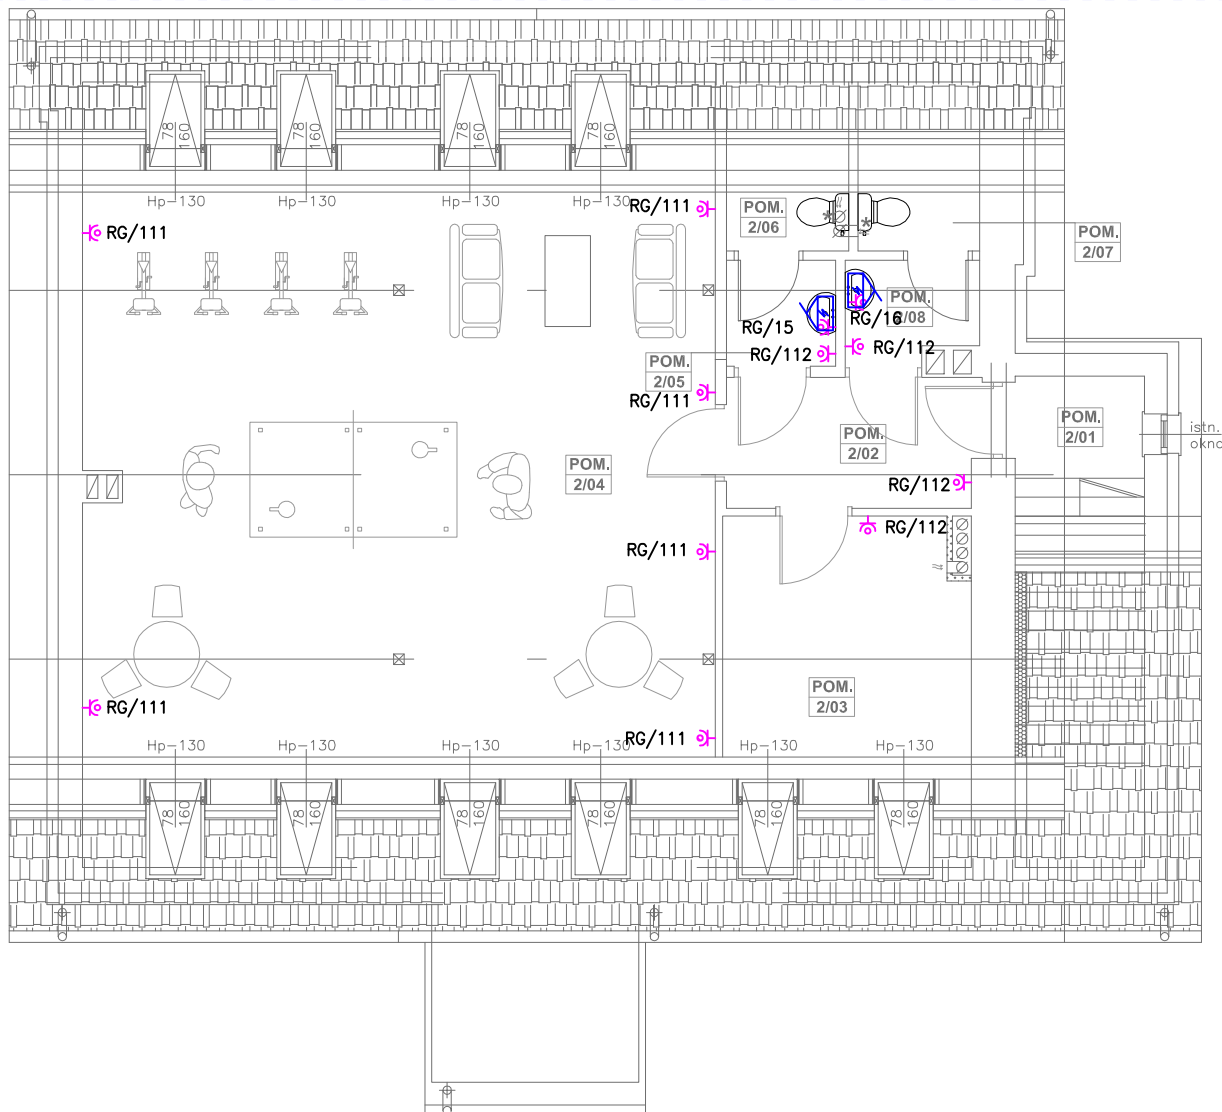 78
160
78
160
78
160
78
160
Hp-130
Hp-130
Hp-130
Hp-130
RG/111
RG/111
POM.
2/06
POM.
2/07
POM.
2/08
RG/15
RG/16
RG/112
RG/112
POM.
2/05
RG/111
POM.
2/01
istn.
okno
POM.
2/02
POM.
2/04
RG/112
RG/112
RG/111
POM.
2/03
RG/111
RG/111
Hp-130
Hp-130
Hp-130
Hp-130
Hp-130
Hp-130
78
160
78
160
78
160
78
160
78
160
78
160